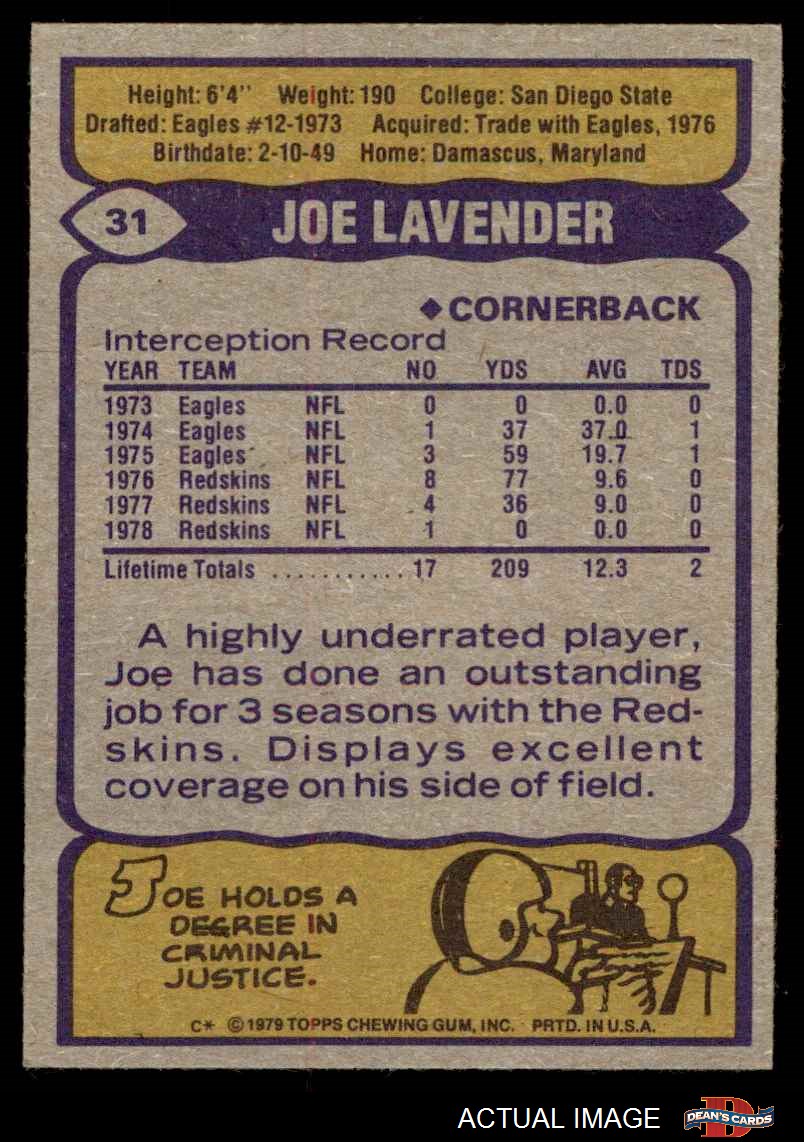 Height: 6'4" Weight: 190 College: San Diego State
Drafted: Eagles #12-1973 Acquired: Trade with Eagles, 1976
Birthdate: 2-10-49 Home: Damascus, Maryland
31 JOE LAVENDER
◆ CORNERBACK
Interception Record
YEAR TEAM NO YDS AVG TDS
1973 Eagles NFL 0 0 0.0 0
1974 Eagles NFL 1 37 37.0 1
1975 Eagles NFL 3 59 19.7 1
1976 Redskins NFL 8 77 9.6 0
1977 Redskins NFL 4 36 9.0 0
1978 Redskins NFL 1 0 0.0 0
Lifetime Totals ........... 17 209 12.3 2
A highly underrated player,
Joe has done an outstanding
job for 3 seasons with the Red-
skins. Displays excellent
coverage on his side of field.
JOE HOLDS A
DEGREE IN
CRIMINAL
JUSTICE.
C* © 1979 TOPPS CHEWING GUM, INC. PRTD. IN U.S.A.
ACTUAL IMAGE
D
DEAN'S CARDS